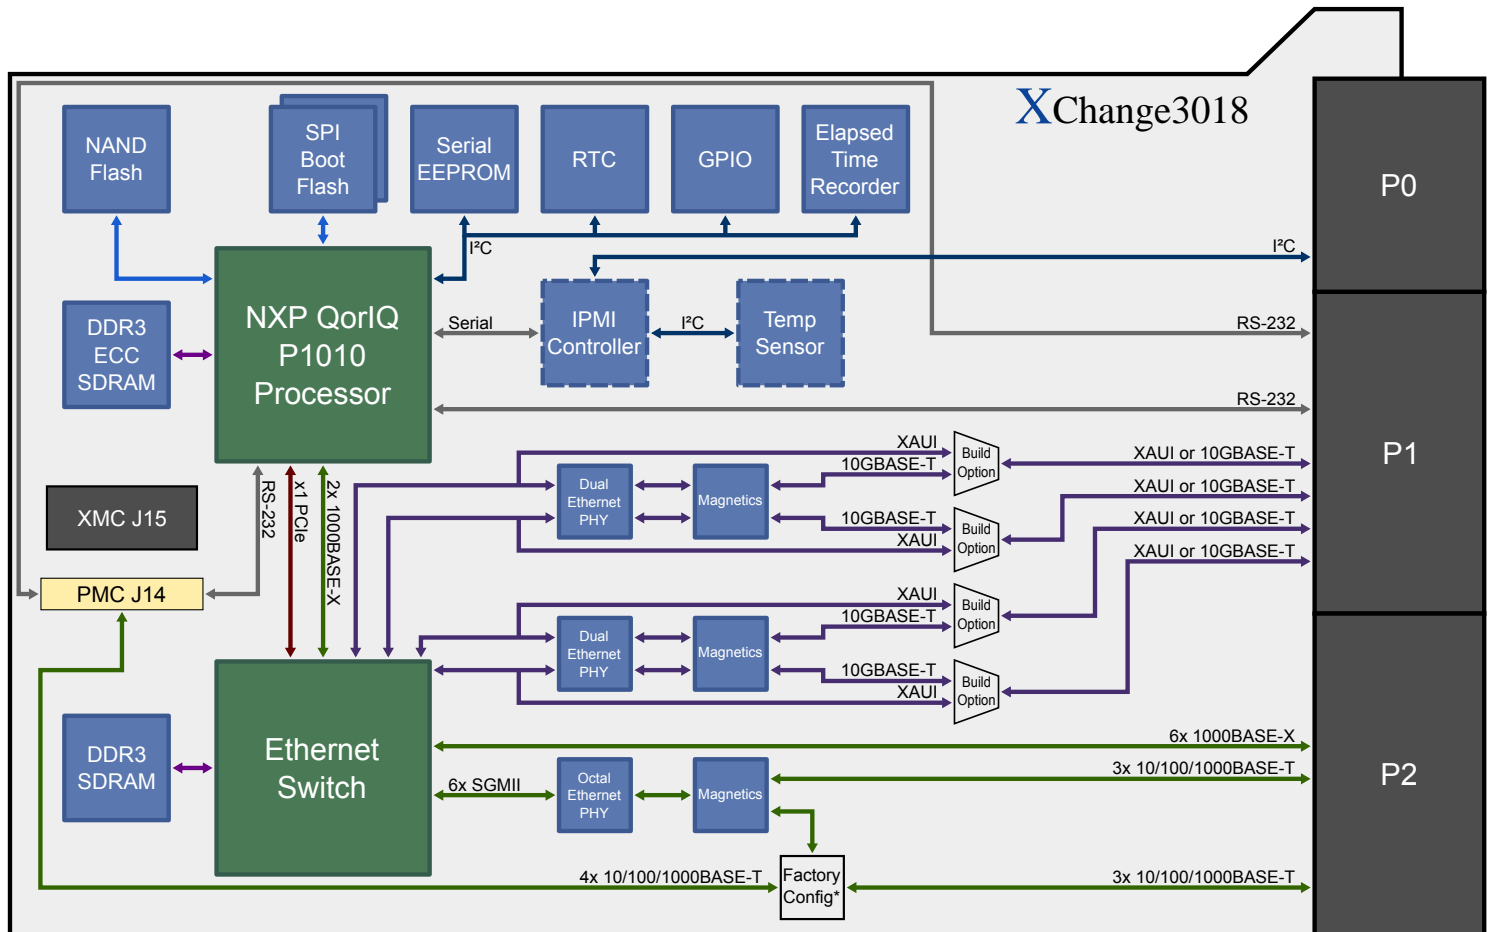 XChange3018
NAND
Flash
SPI
Boot
Flash
Serial
EEPROM
RTC
GPIO
Elapsed
Time
Recorder
P0
I²C
I²C
NXP QorIQ
P1010
Processor
DDR3
ECC
SDRAM
Serial
IPMI
Controller
I²C
Temp
Sensor
RS-232
RS-232
P1
XMC J15
PMC J14
RS-232
x1 PCIe
2x 1000BASE-X
XAUI
10GBASE-T
Build
Option
XAUI or 10GBASE-T
Dual
Ethernet
PHY
Magnetics
XAUI or 10GBASE-T
10GBASE-T
XAUI
Build
Option
XAUI or 10GBASE-T
XAUI or 10GBASE-T
XAUI
10GBASE-T
Build
Option
Dual
Ethernet
PHY
Magnetics
10GBASE-T
XAUI
Build
Option
Ethernet
Switch
DDR3
SDRAM
6x 1000BASE-X
6x SGMII
Octal
Ethernet
PHY
Magnetics
3x 10/100/1000BASE-T
P2
4x 10/100/1000BASE-T
Factory
Config*
3x 10/100/1000BASE-T